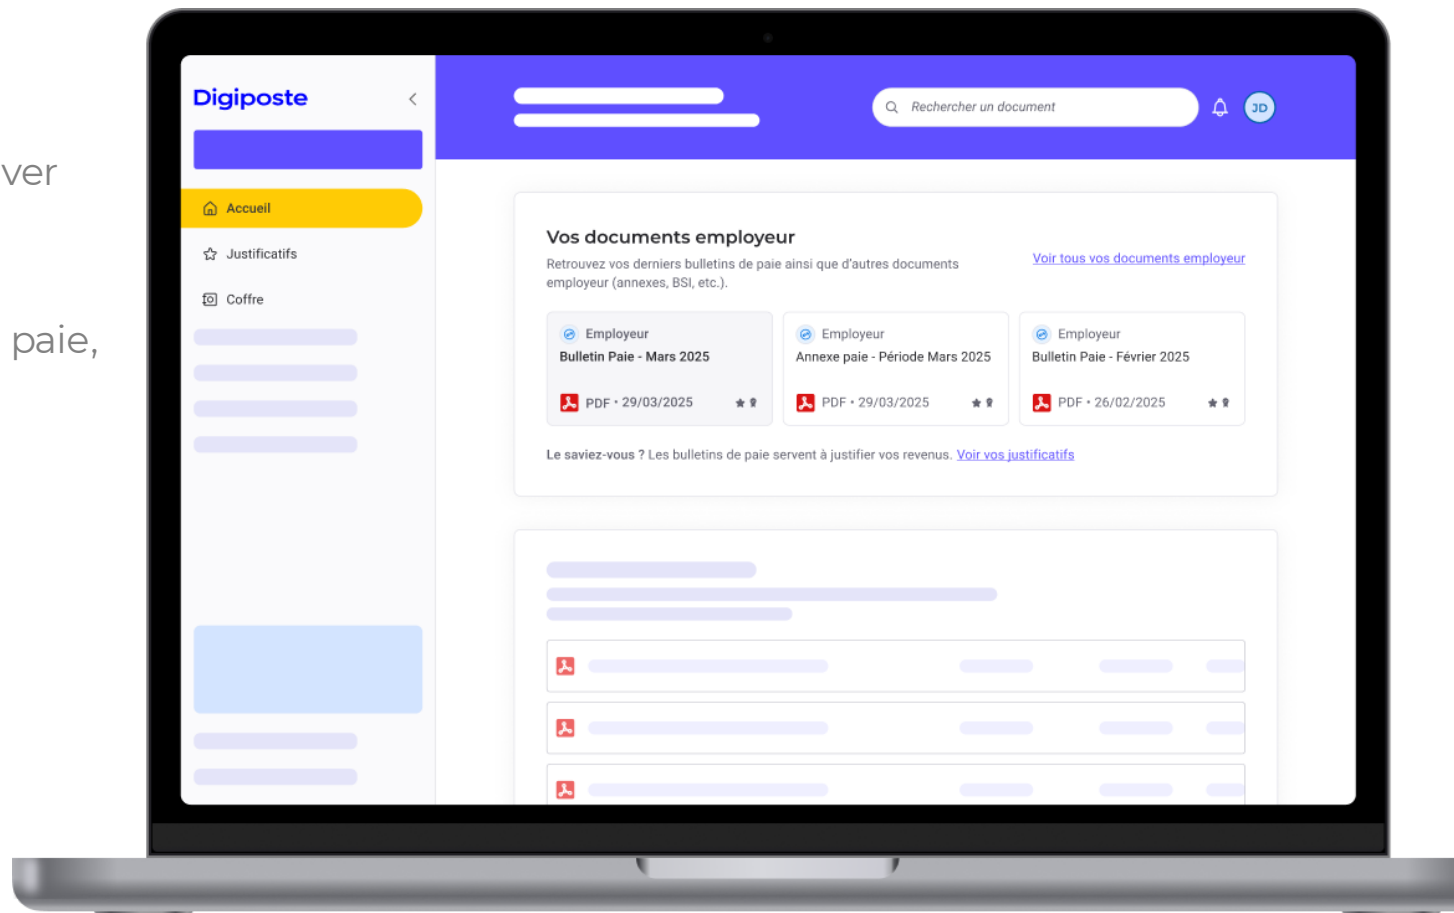 ver
paie,
Digiposte
Accueil
Justificatifs
Coffre
Rechercher un document
JD
Vos documents employeur
Retrouvez vos derniers bulletins de paie ainsi que d'autres documents
employeur (annexes, BSI, etc.).
Voir tous vos documents employeur
Employeur
Bulletin Paie - Mars 2025
PDF • 29/03/2025
Employeur
Annexe paie - Période Mars 2025
PDF • 29/03/2025
Employeur
Bulletin Paie - Février 2025
PDF • 26/02/2025
Le saviez-vous ? Les bulletins de paie servent à justifier vos revenus. Voir vos justificatifs